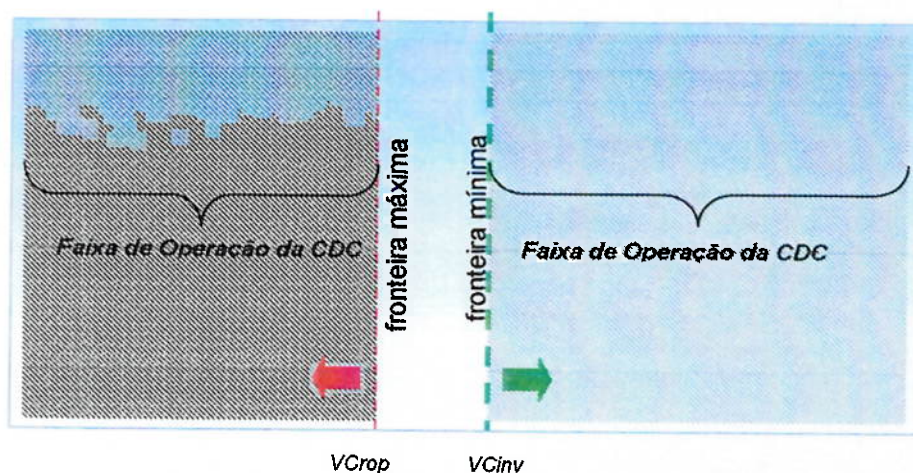 fronteira máxima
fronteira mínima
Faixa de Operação da CDC
Faixa de Operação da CDC
VCrop
VCinv